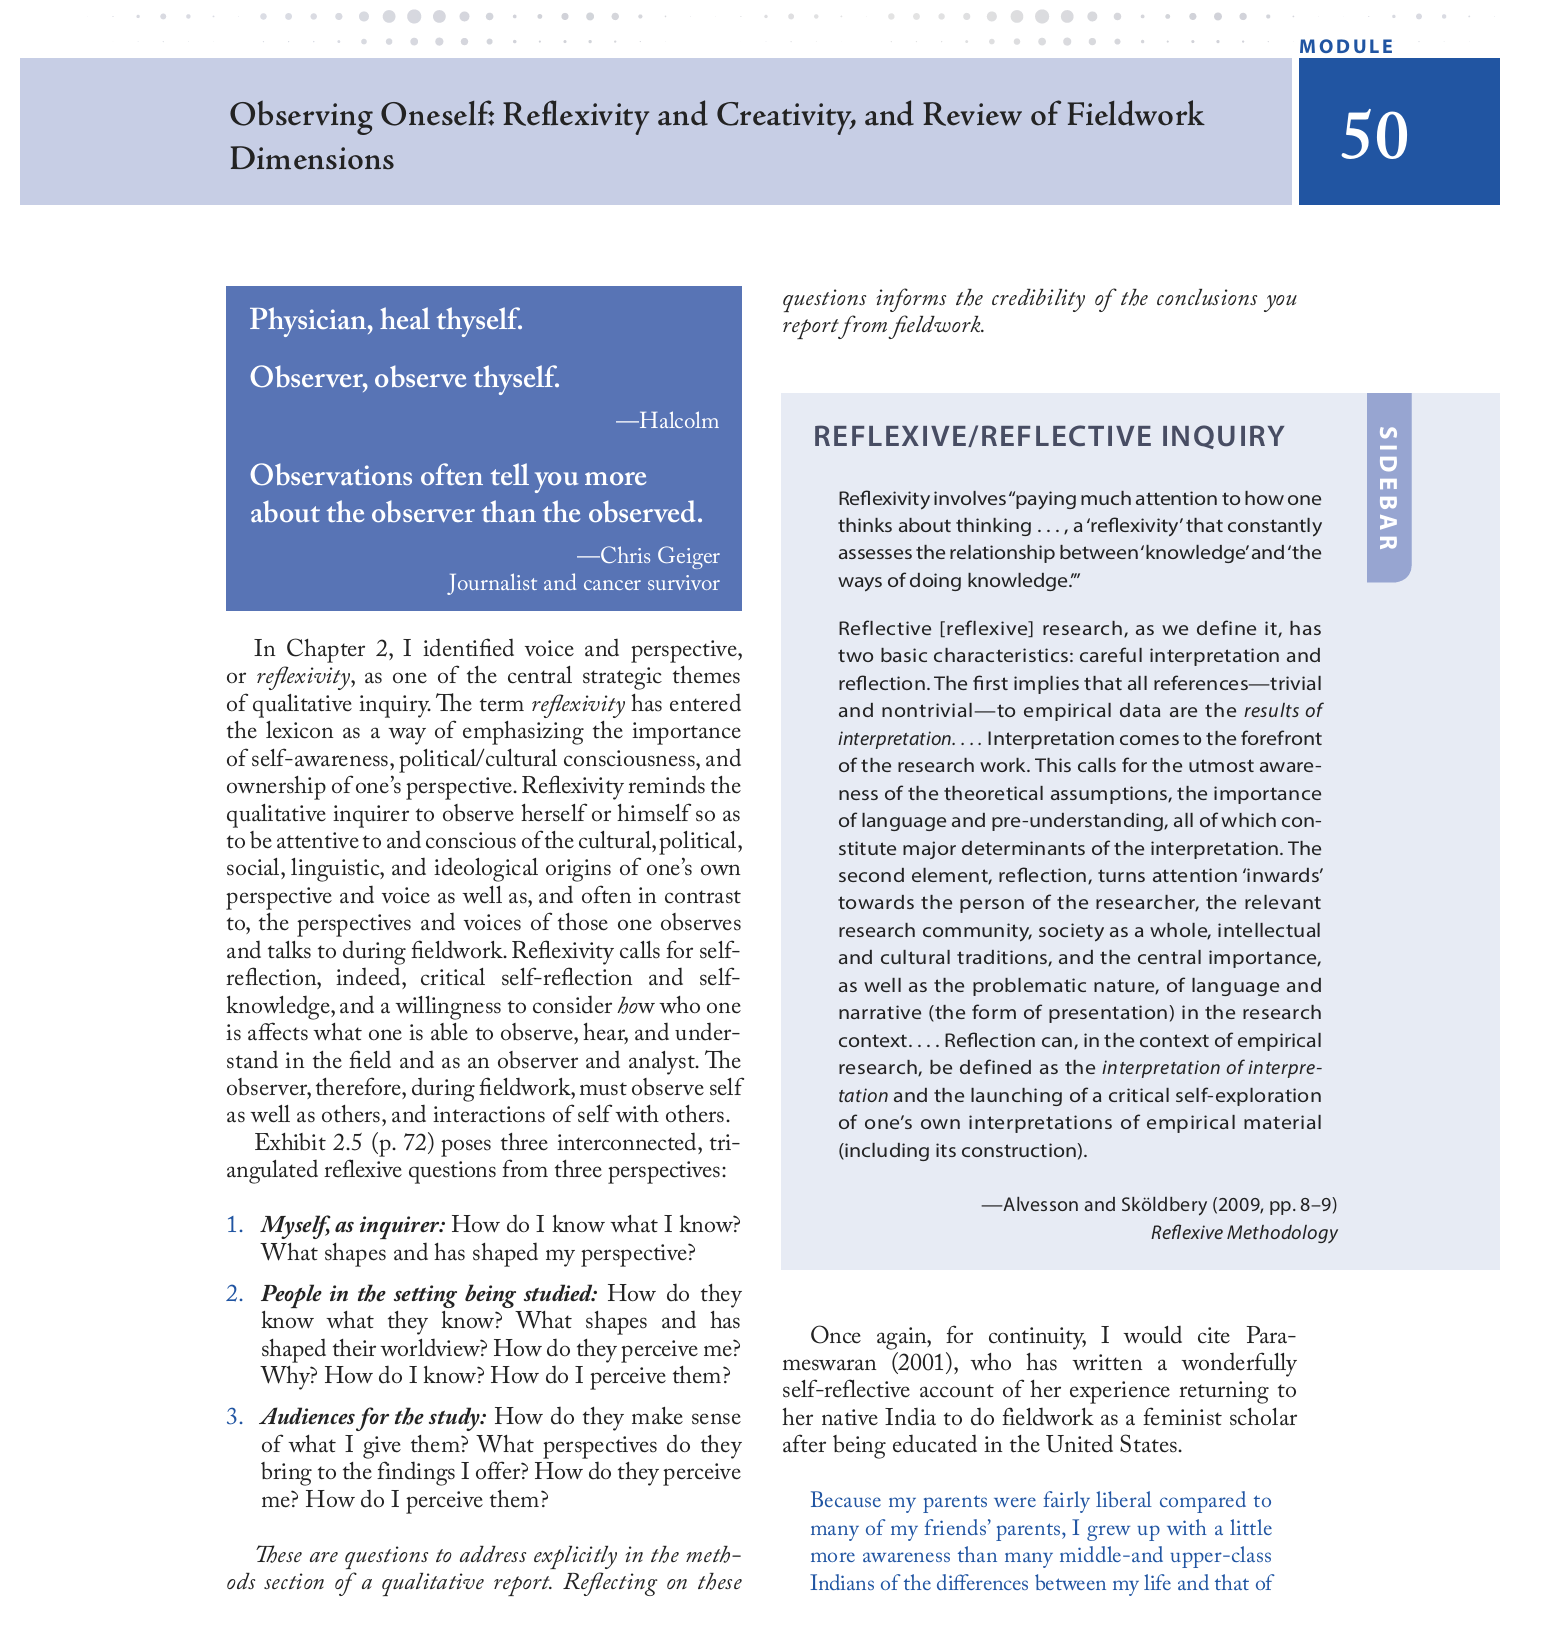 MODULE
50
Observing Oneself: Reflexivity and Creativity, and Review of Fieldwork
Dimensions
Physician, heal thyself.
Observer, observe thyself.
—Halcolm
Observations often tell you more
about the observer than the observed.
—Chris Geiger
Journalist and cancer survivor
In Chapter 2, I identified voice and perspective,
or reflexivity, as one of the central strategic themes
of qualitative inquiry. The term reflexivity has entered
the lexicon as a way of emphasizing the importance
of self-awareness, political/cultural consciousness, and
ownership of one’s perspective. Reflexivity reminds the
qualitative inquirer to observe herself or himself so as
to be attentive to and conscious of the cultural, political,
social, linguistic, and ideological origins of one’s own
perspective and voice as well as, and often in contrast
to, the perspectives and voices of those one observes
and talks to during fieldwork. Reflexivity calls for self-
reflection, indeed, critical self-reflection and self-
knowledge, and a willingness to consider how who one
is affects what one is able to observe, hear, and under-
stand in the field and as an observer and analyst. The
observer, therefore, during fieldwork, must observe self
as well as others, and interactions of self with others.
Exhibit 2.5 (p. 72) poses three interconnected, tri-
angulated reflexive questions from three perspectives:
1. Myself, as inquirer: How do I know what I know?
What shapes and has shaped my perspective?
2. People in the setting being studied: How do they
know what they know? What shapes and has
shaped their worldview? How do they perceive me?
Why? How do I know? How do I perceive them?
3. Audiences for the study: How do they make sense
of what I give them? What perspectives do they
bring to the findings I offer? How do they perceive
me? How do I perceive them?
These are questions to address explicitly in the meth-
ods section of a qualitative report. Reflecting on these
questions informs the credibility of the conclusions you
report from fieldwork.
SIDEBAR
REFLEXIVE/REFLECTIVE INQUIRY
Reflexivity involves “paying much attention to how one
thinks about thinking . . . , a ‘reflexivity’ that constantly
assesses the relationship between ‘knowledge’ and ‘the
ways of doing knowledge.’”
Reflective [reflexive] research, as we define it, has
two basic characteristics: careful interpretation and
reflection. The first implies that all references—trivial
and nontrivial—to empirical data are the results of
interpretation. . . . Interpretation comes to the forefront
of the research work. This calls for the utmost aware-
ness of the theoretical assumptions, the importance
of language and pre-understanding, all of which con-
stitute major determinants of the interpretation. The
second element, reflection, turns attention ‘inwards’
towards the person of the researcher, the relevant
research community, society as a whole, intellectual
and cultural traditions, and the central importance,
as well as the problematic nature, of language and
narrative (the form of presentation) in the research
context. . . . Reflection can, in the context of empirical
research, be defined as the interpretation of interpre-
tation and the launching of a critical self-exploration
of one’s own interpretations of empirical material
(including its construction).
—Alvesson and Sköldbery (2009, pp. 8–9)
Reflexive Methodology
Once again, for continuity, I would cite Para-
meswaran (2001), who has written a wonderfully
self-reflective account of her experience returning to
her native India to do fieldwork as a feminist scholar
after being educated in the United States.
Because my parents were fairly liberal compared to
many of my friends’ parents, I grew up with a little
more awareness than many middle-and upper-class
Indians of the differences between my life and that of